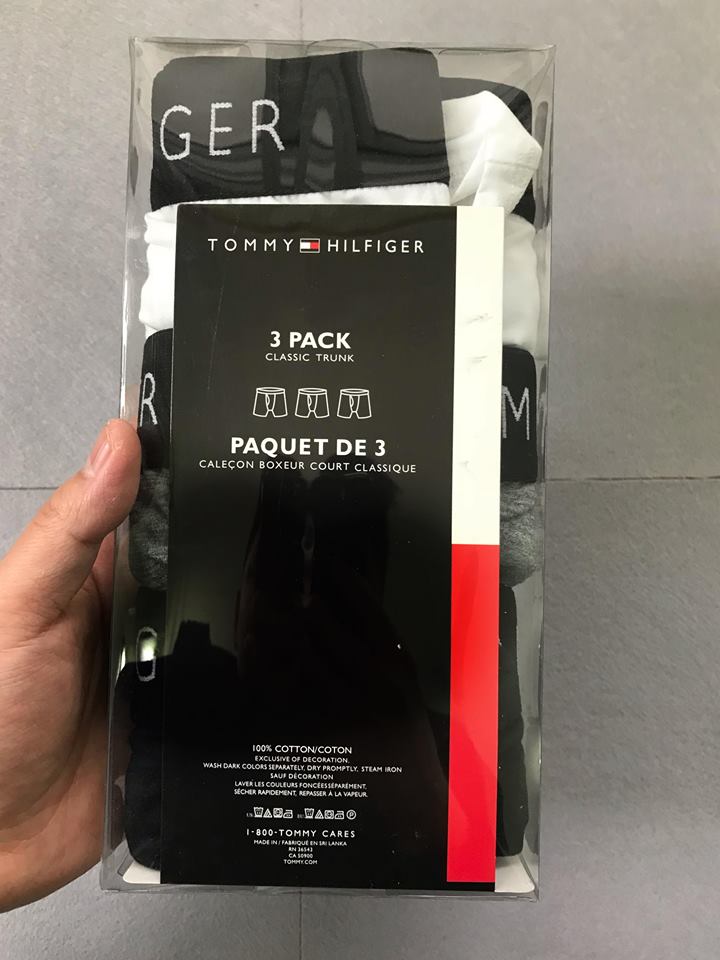 GER
TOMMY HILFIGER
3 PACK
CLASSIC TRUNK
R
M
PAQUET DE 3
CALEÇON BOXEUR COURT CLASSIQUE
100% COTTON/COTON
EXCLUSIVE OF DECORATION.
WASH DARK COLORS SEPARATELY, DRY PROMPTLY, STEAM IRON
SAUF DÉCORATION
LAVER LES COULEURS FONCÉES SÉPARÉMENT,
SÉCHER RAPIDEMENT, REPASSER À LA VAPEUR.
1-800-TOMMY CARES
MADE IN / FABRIQUÉ EN SRI LANKA
RN 36543
CA 50900
TOMMY.COM